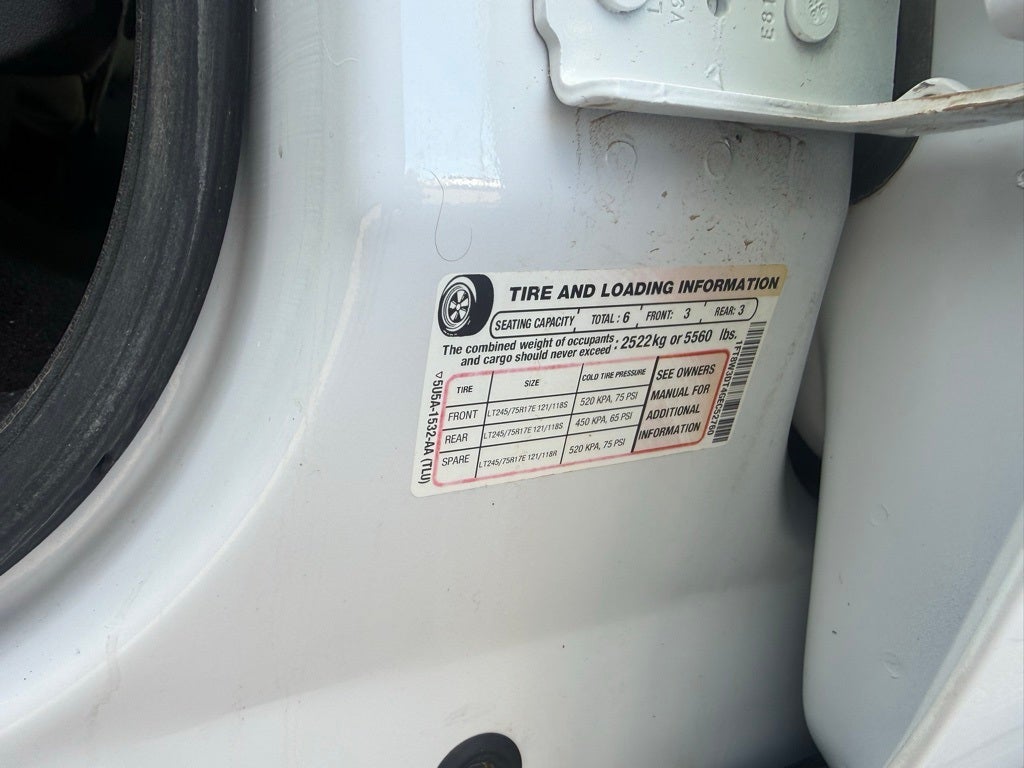 TIRE AND LOADING INFORMATION
SEATING CAPACITY TOTAL : 6 FRONT: 3 REAR: 3
The combined weight of occupants and cargo should never exceed : 2522kg or 5560 lbs.
TIRE SIZE COLD TIRE PRESSURE
FRONT LT245/75R17E 121/118S 520 KPA, 75 PSI
REAR LT245/75R17E 121/118S 450 KPA, 65 PSI
SPARE LT245/75R17E 121/118R 520 KPA, 75 PSI
SEE OWNERS
MANUAL FOR
ADDITIONAL
INFORMATION
5U5A-1532-AA (TLU)